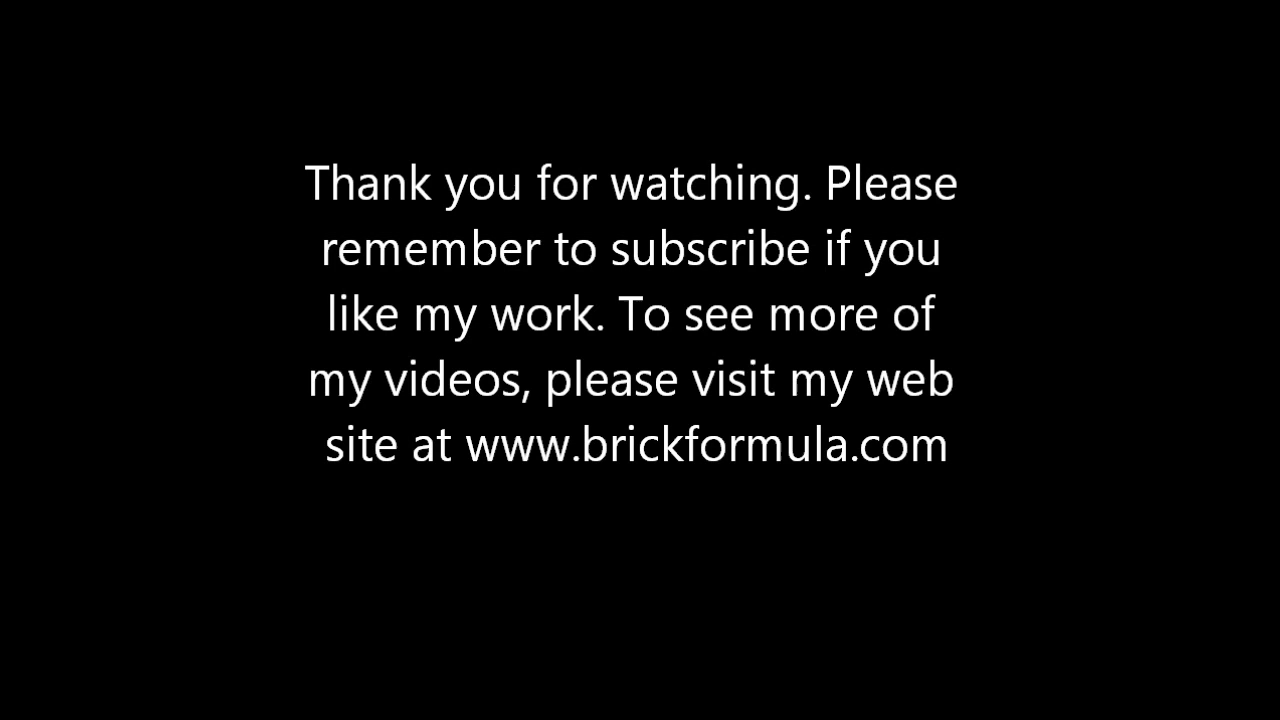 Thank you for watching. Please
remember to subscribe if you
like my work. To see more of
my videos, please visit my web
site at www.brickformula.com